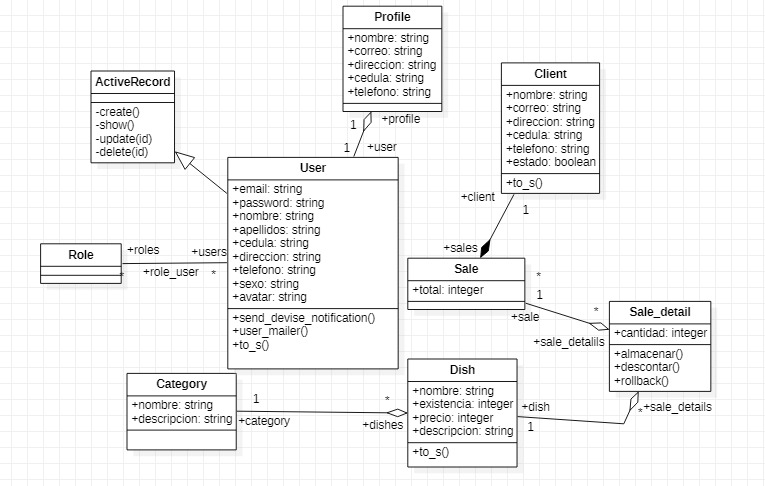 Profile
+nombre: string
+correo: string
+direccion: string
+cedula: string
+telefono: string
1
+profile
1
+user
ActiveRecord
-create()
-show()
-update(id)
-delete(id)
Client
+nombre: string
+correo: string
+direccion: string
+cedula: string
+telefono: string
+estado: boolean
+to_s()
+client
1
User
+email: string
+password: string
+nombre: string
+apellidos: string
+cedula: string
+direccion: string
+telefono: string
+sexo: string
+avatar: string
+send_devise_notification()
+user_mailer()
+to_s()
Role
+roles
+users
*
+role_user
*
+sales
*
Sale
+total: integer
1
+sale
*
+sale_detalils
Sale_detail
+cantidad: integer
+almacenar()
+descontar()
+rollback()
*
+sale_details
Category
+nombre: string
+descripcion: string
1
+category
*
+dishes
Dish
+nombre: string
+existencia: integer
+precio: integer
+descripcion: string
+to_s()
+dish
1